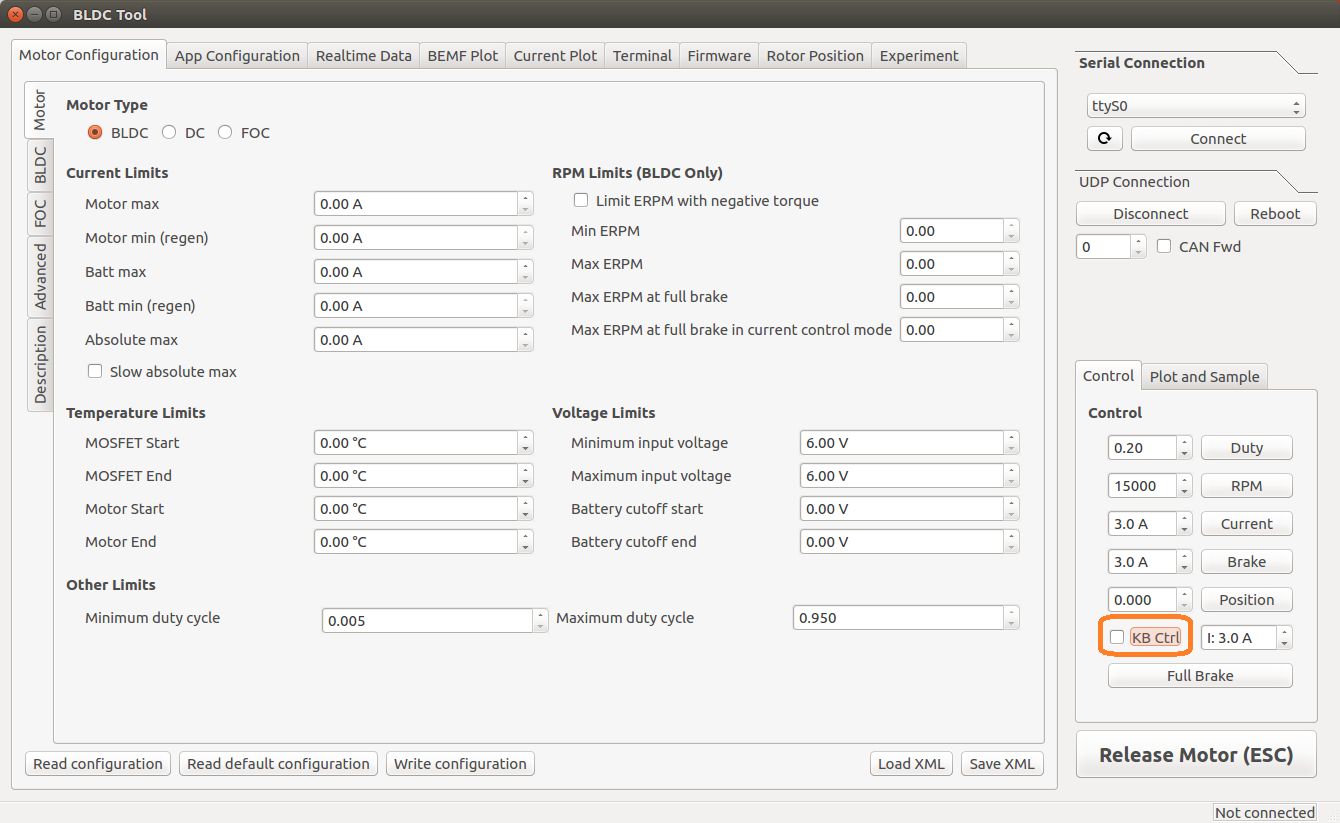 BLDC Tool
Motor Configuration App Configuration Realtime Data BEMF Plot Current Plot Terminal Firmware Rotor Position Experiment
Motor
BLDC
FOC
Advanced
Description
Motor Type
BLDC DC FOC
Current Limits
Motor max 0.00 A
Motor min (regen) 0.00 A
Batt max 0.00 A
Batt min (regen) 0.00 A
Absolute max 0.00 A
Slow absolute max
RPM Limits (BLDC Only)
Limit ERPM with negative torque
Min ERPM 0.00
Max ERPM 0.00
Max ERPM at full brake 0.00
Max ERPM at full brake in current control mode 0.00
Temperature Limits
MOSFET Start 0.00 °C
MOSFET End 0.00 °C
Motor Start 0.00 °C
Motor End 0.00 °C
Voltage Limits
Minimum input voltage 6.00 V
Maximum input voltage 6.00 V
Battery cutoff start 0.00 V
Battery cutoff end 0.00 V
Other Limits
Minimum duty cycle 0.005 Maximum duty cycle 0.950
Read configuration Read default configuration Write configuration Load XML Save XML
Serial Connection
ttyS0
Connect
UDP Connection
Disconnect Reboot
0 CAN Fwd
Control Plot and Sample
Control
0.20 Duty
15000 RPM
3.0 A Current
3.0 A Brake
0.000 Position
KB Ctrl I: 3.0 A
Full Brake
Release Motor (ESC)
Not connected